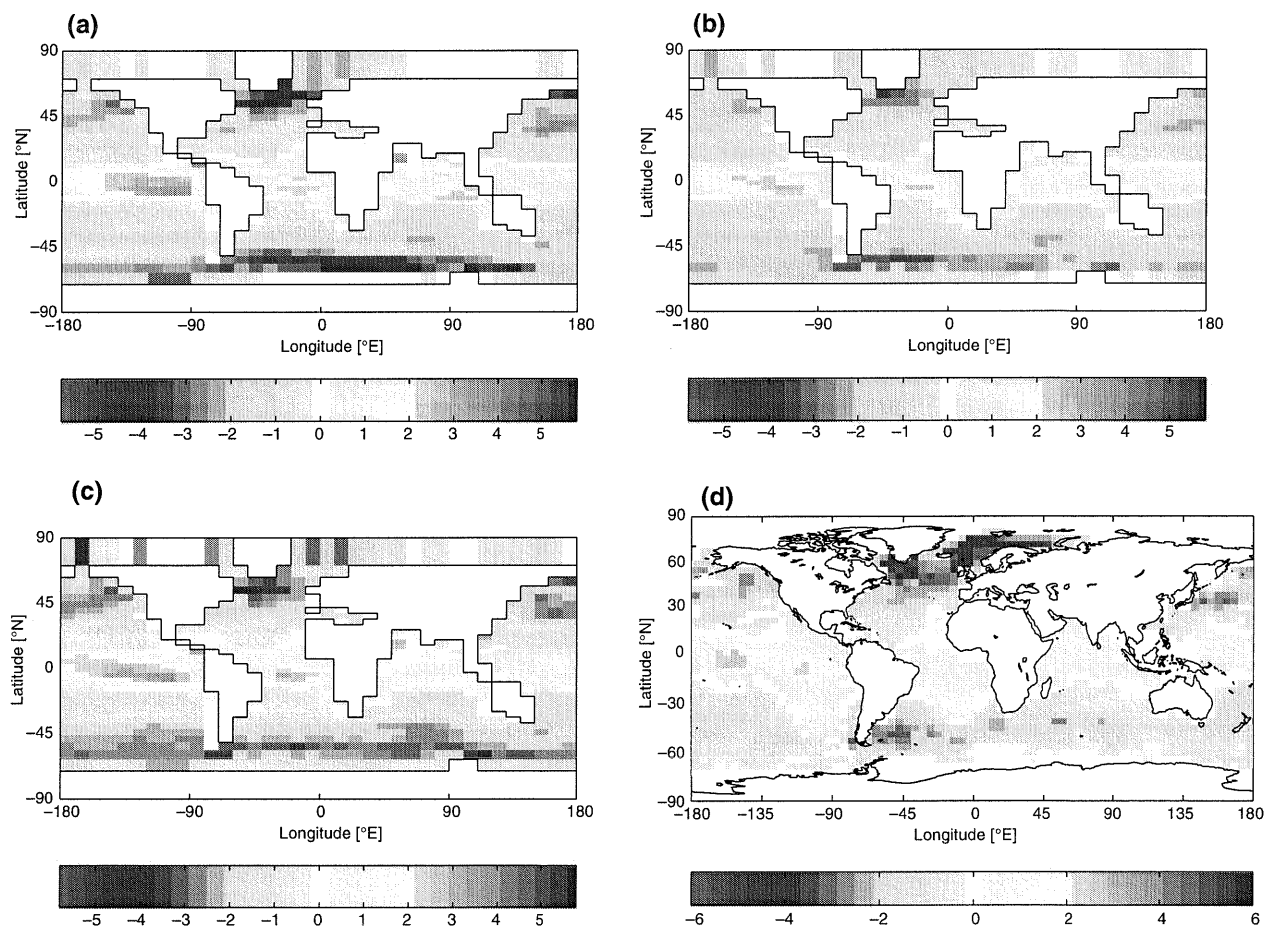 (a)
90
45
0
−45
−90
Latitude [°N]
−180 −90 0 90 180
Longitude [°E]
−5 −4 −3 −2 −1 0 1 2 3 4 5
(b)
90
45
0
−45
−90
Latitude [°N]
−180 −90 0 90 180
Longitude [°E]
−5 −4 −3 −2 −1 0 1 2 3 4 5
(c)
90
45
0
−45
−90
Latitude [°N]
−180 −90 0 90 180
Longitude [°E]
−5 −4 −3 −2 −1 0 1 2 3 4 5
(d)
90
60
30
0
−30
−60
−90
Latitude [°N]
−180 −135 −90 −45 0 45 90 135 180
Longitude [°E]
−6 −4 −2 0 2 4 6